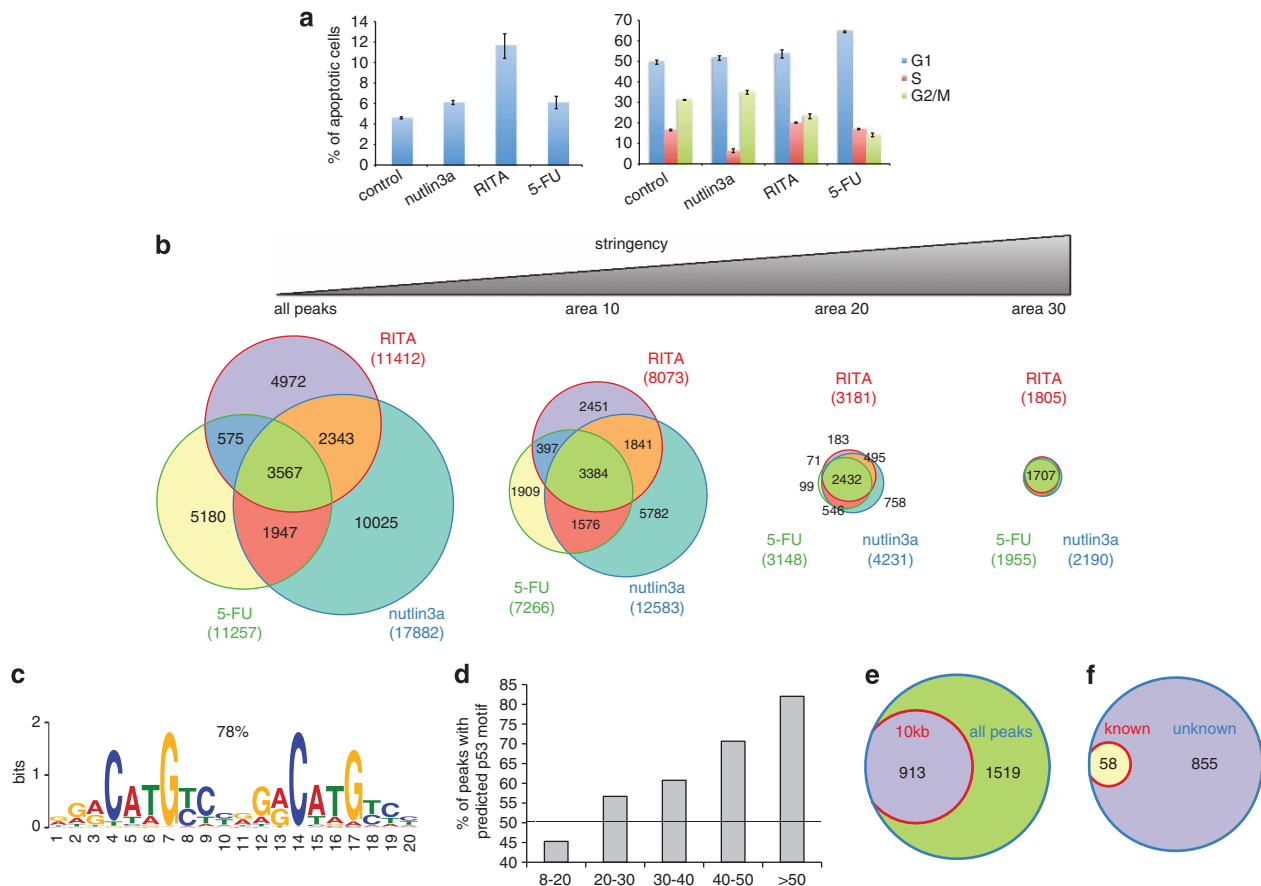 a
% of apoptotic cells
14
12
10
8
6
4
2
0
control
nutlin3a
RITA
5-FU
70
60
50
40
30
20
10
0
control
nutlin3a
RITA
5-FU
G1
S
G2/M
b
stringency
all peaks
area 10
area 20
area 30
RITA
(11412)
4972
575
2343
3567
5180
1947
10025
5-FU
(11257)
nutlin3a
(17882)
RITA
(8073)
2451
397
1841
3384
1909
1576
5782
5-FU
(7266)
nutlin3a
(12583)
RITA
(3181)
183
71
495
2432
99
546
758
5-FU
(3148)
nutlin3a
(4231)
RITA
(1805)
1707
5-FU
(1955)
nutlin3a
(2190)
c
78%
bits
2
1
0
1 2 3 4 5 6 7 8 9 10 11 12 13 14 15 16 17 18 19 20
d
% of peaks with
predicted p53 motif
85
80
75
70
65
60
55
50
45
40
8-20
20-30
30-40
40-50
>50
e
10kb
all peaks
913
1519
f
known
unknown
58
855